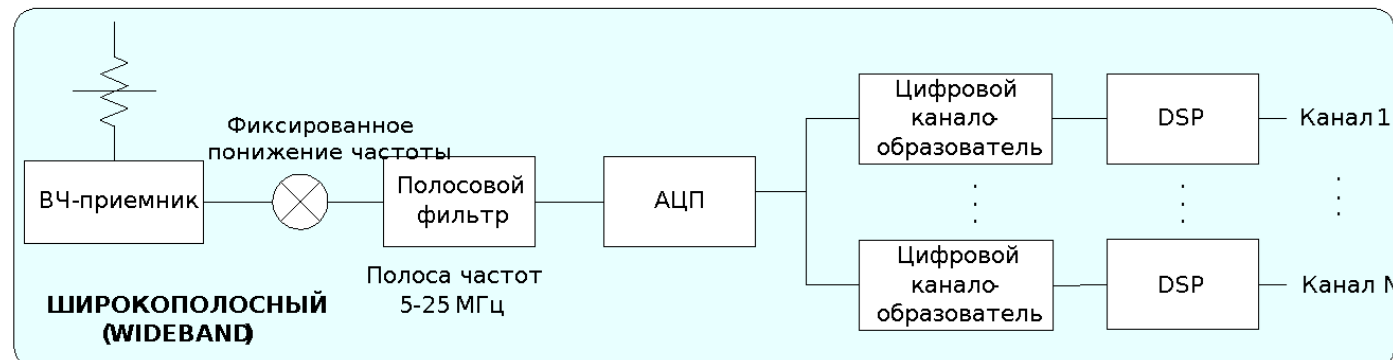 Фиксированное
понижение частоты
ВЧ-приемник
Полосовой
фильтр
Полоса частот
5-25 МГц
АЦП
Цифровой
канало-
образователь
DSP
Канал 1
Цифровой
канало-
образователь
DSP
Канал N
ШИРОКОПОЛОСНЫЙ
(WIDEBAND)